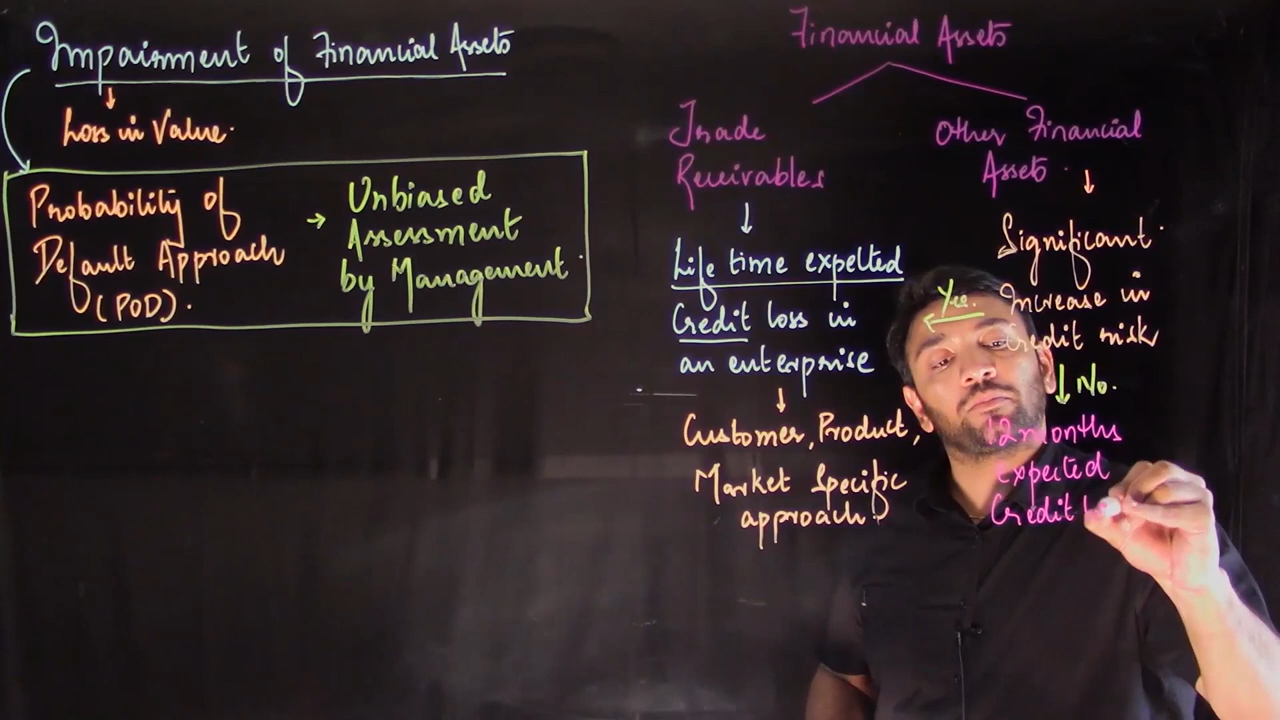 Impairment of Financial Assets
Loss in Value.
Probability of
Default Approach
(POD).
→ Unbiased
Assessment
by Management.
Financial Assets
Trade
Receivables
Life time expected
Credit loss in
an enterprise
Customer, Product,
Market Specific
approach.
Other Financial
Assets.
Significant
Increase in
Credit risk
Yes.
No.
12 months
expected
Credit